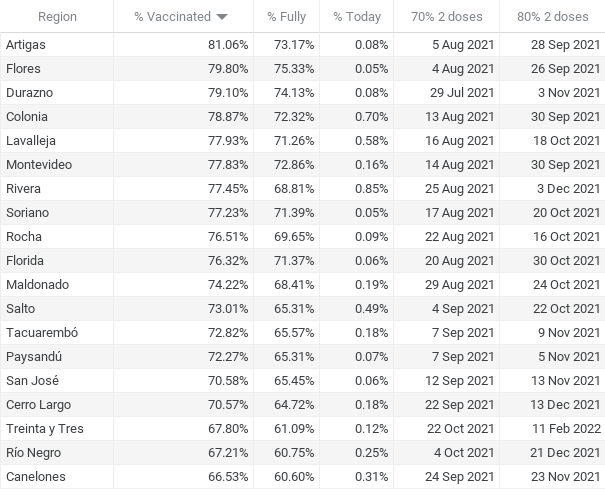 Region % Vaccinated % Fully % Today 70% 2 doses 80% 2 doses
Artigas 81.06% 73.17% 0.08% 5 Aug 2021 28 Sep 2021
Flores 79.80% 75.33% 0.05% 4 Aug 2021 26 Sep 2021
Durazno 79.10% 74.13% 0.08% 29 Jul 2021 3 Nov 2021
Colonia 78.87% 72.32% 0.70% 13 Aug 2021 30 Sep 2021
Lavalleja 77.93% 71.26% 0.58% 16 Aug 2021 18 Oct 2021
Montevideo 77.83% 72.86% 0.16% 14 Aug 2021 30 Sep 2021
Rivera 77.45% 68.81% 0.85% 25 Aug 2021 3 Dec 2021
Soriano 77.23% 71.39% 0.05% 17 Aug 2021 20 Oct 2021
Rocha 76.51% 69.65% 0.09% 22 Aug 2021 16 Oct 2021
Florida 76.32% 71.37% 0.06% 20 Aug 2021 30 Oct 2021
Maldonado 74.22% 68.41% 0.19% 29 Aug 2021 24 Oct 2021
Salto 73.01% 65.31% 0.49% 4 Sep 2021 22 Oct 2021
Tacuarembó 72.82% 65.57% 0.18% 7 Sep 2021 9 Nov 2021
Paysandú 72.27% 65.31% 0.07% 7 Sep 2021 5 Nov 2021
San José 70.58% 65.45% 0.06% 12 Sep 2021 13 Nov 2021
Cerro Largo 70.57% 64.72% 0.18% 22 Sep 2021 13 Dec 2021
Treinta y Tres 67.80% 61.09% 0.12% 22 Oct 2021 11 Feb 2022
Río Negro 67.21% 60.75% 0.25% 4 Oct 2021 21 Dec 2021
Canelones 66.53% 60.60% 0.31% 24 Sep 2021 23 Nov 2021